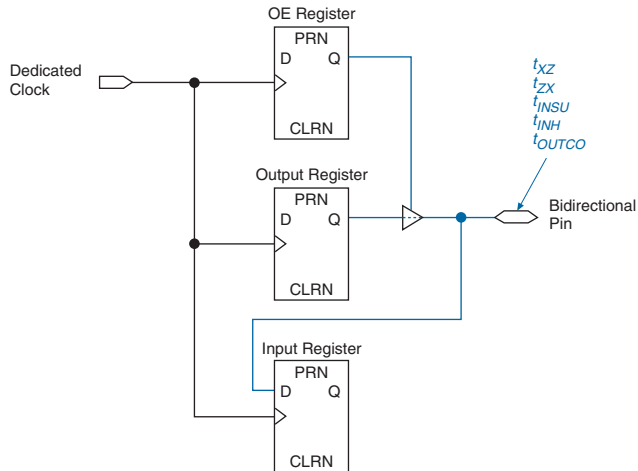 OE Register
PRN
D Q
CLRN
Dedicated
Clock
t_XZ
t_ZX
t_INSU
t_INH
t_OUTCO
Output Register
PRN
D Q
CLRN
Bidirectional
Pin
Input Register
PRN
D Q
CLRN